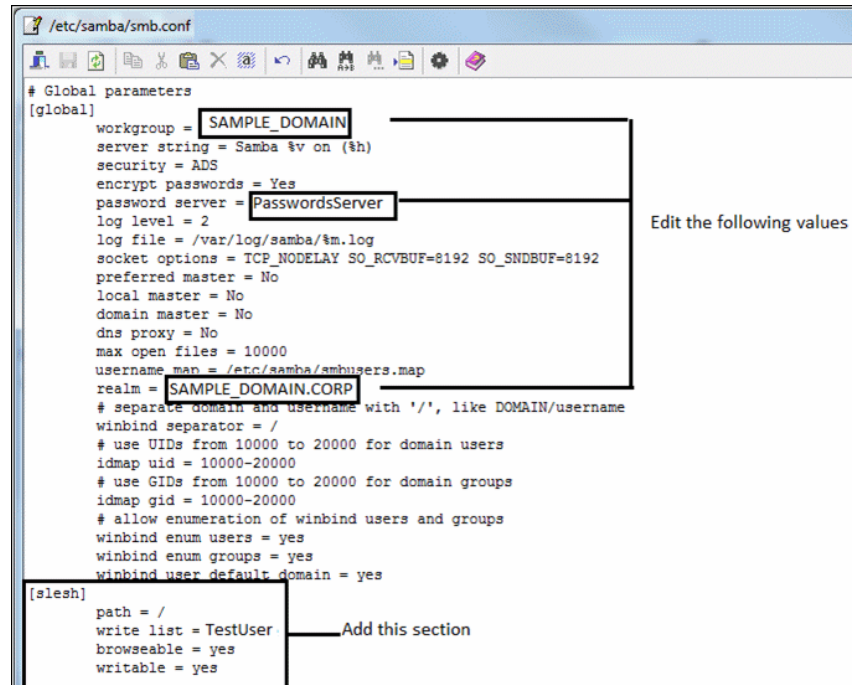 /etc/samba/smb.conf
# Global parameters
[global]
workgroup = SAMPLE_DOMAIN
server string = Samba %v on (%h)
security = ADS
encrypt passwords = Yes
password server = PasswordsServer
log level = 2
Edit the following values
log file = /var/log/samba/%m.log
socket options = TCP_NODELAY SO_RCVBUF=8192 SO_SNDBUF=8192
preferred master = No
local master = No
domain master = No
dns proxy = No
max open files = 10000
username map = /etc/samba/smbusers.map
realm = SAMPLE_DOMAIN.CORP
# separate domain and username with '/', like DOMAIN/username
winbind separator = /
# use UIDs from 10000 to 20000 for domain users
idmap uid = 10000-20000
# use GIDs from 10000 to 20000 for domain groups
idmap gid = 10000-20000
# allow enumeration of winbind users and groups
winbind enum users = yes
winbind enum groups = yes
winbind user default domain = yes
[slesh]
path = /
write list = TestUser
Add this section
browseable = yes
writable = yes